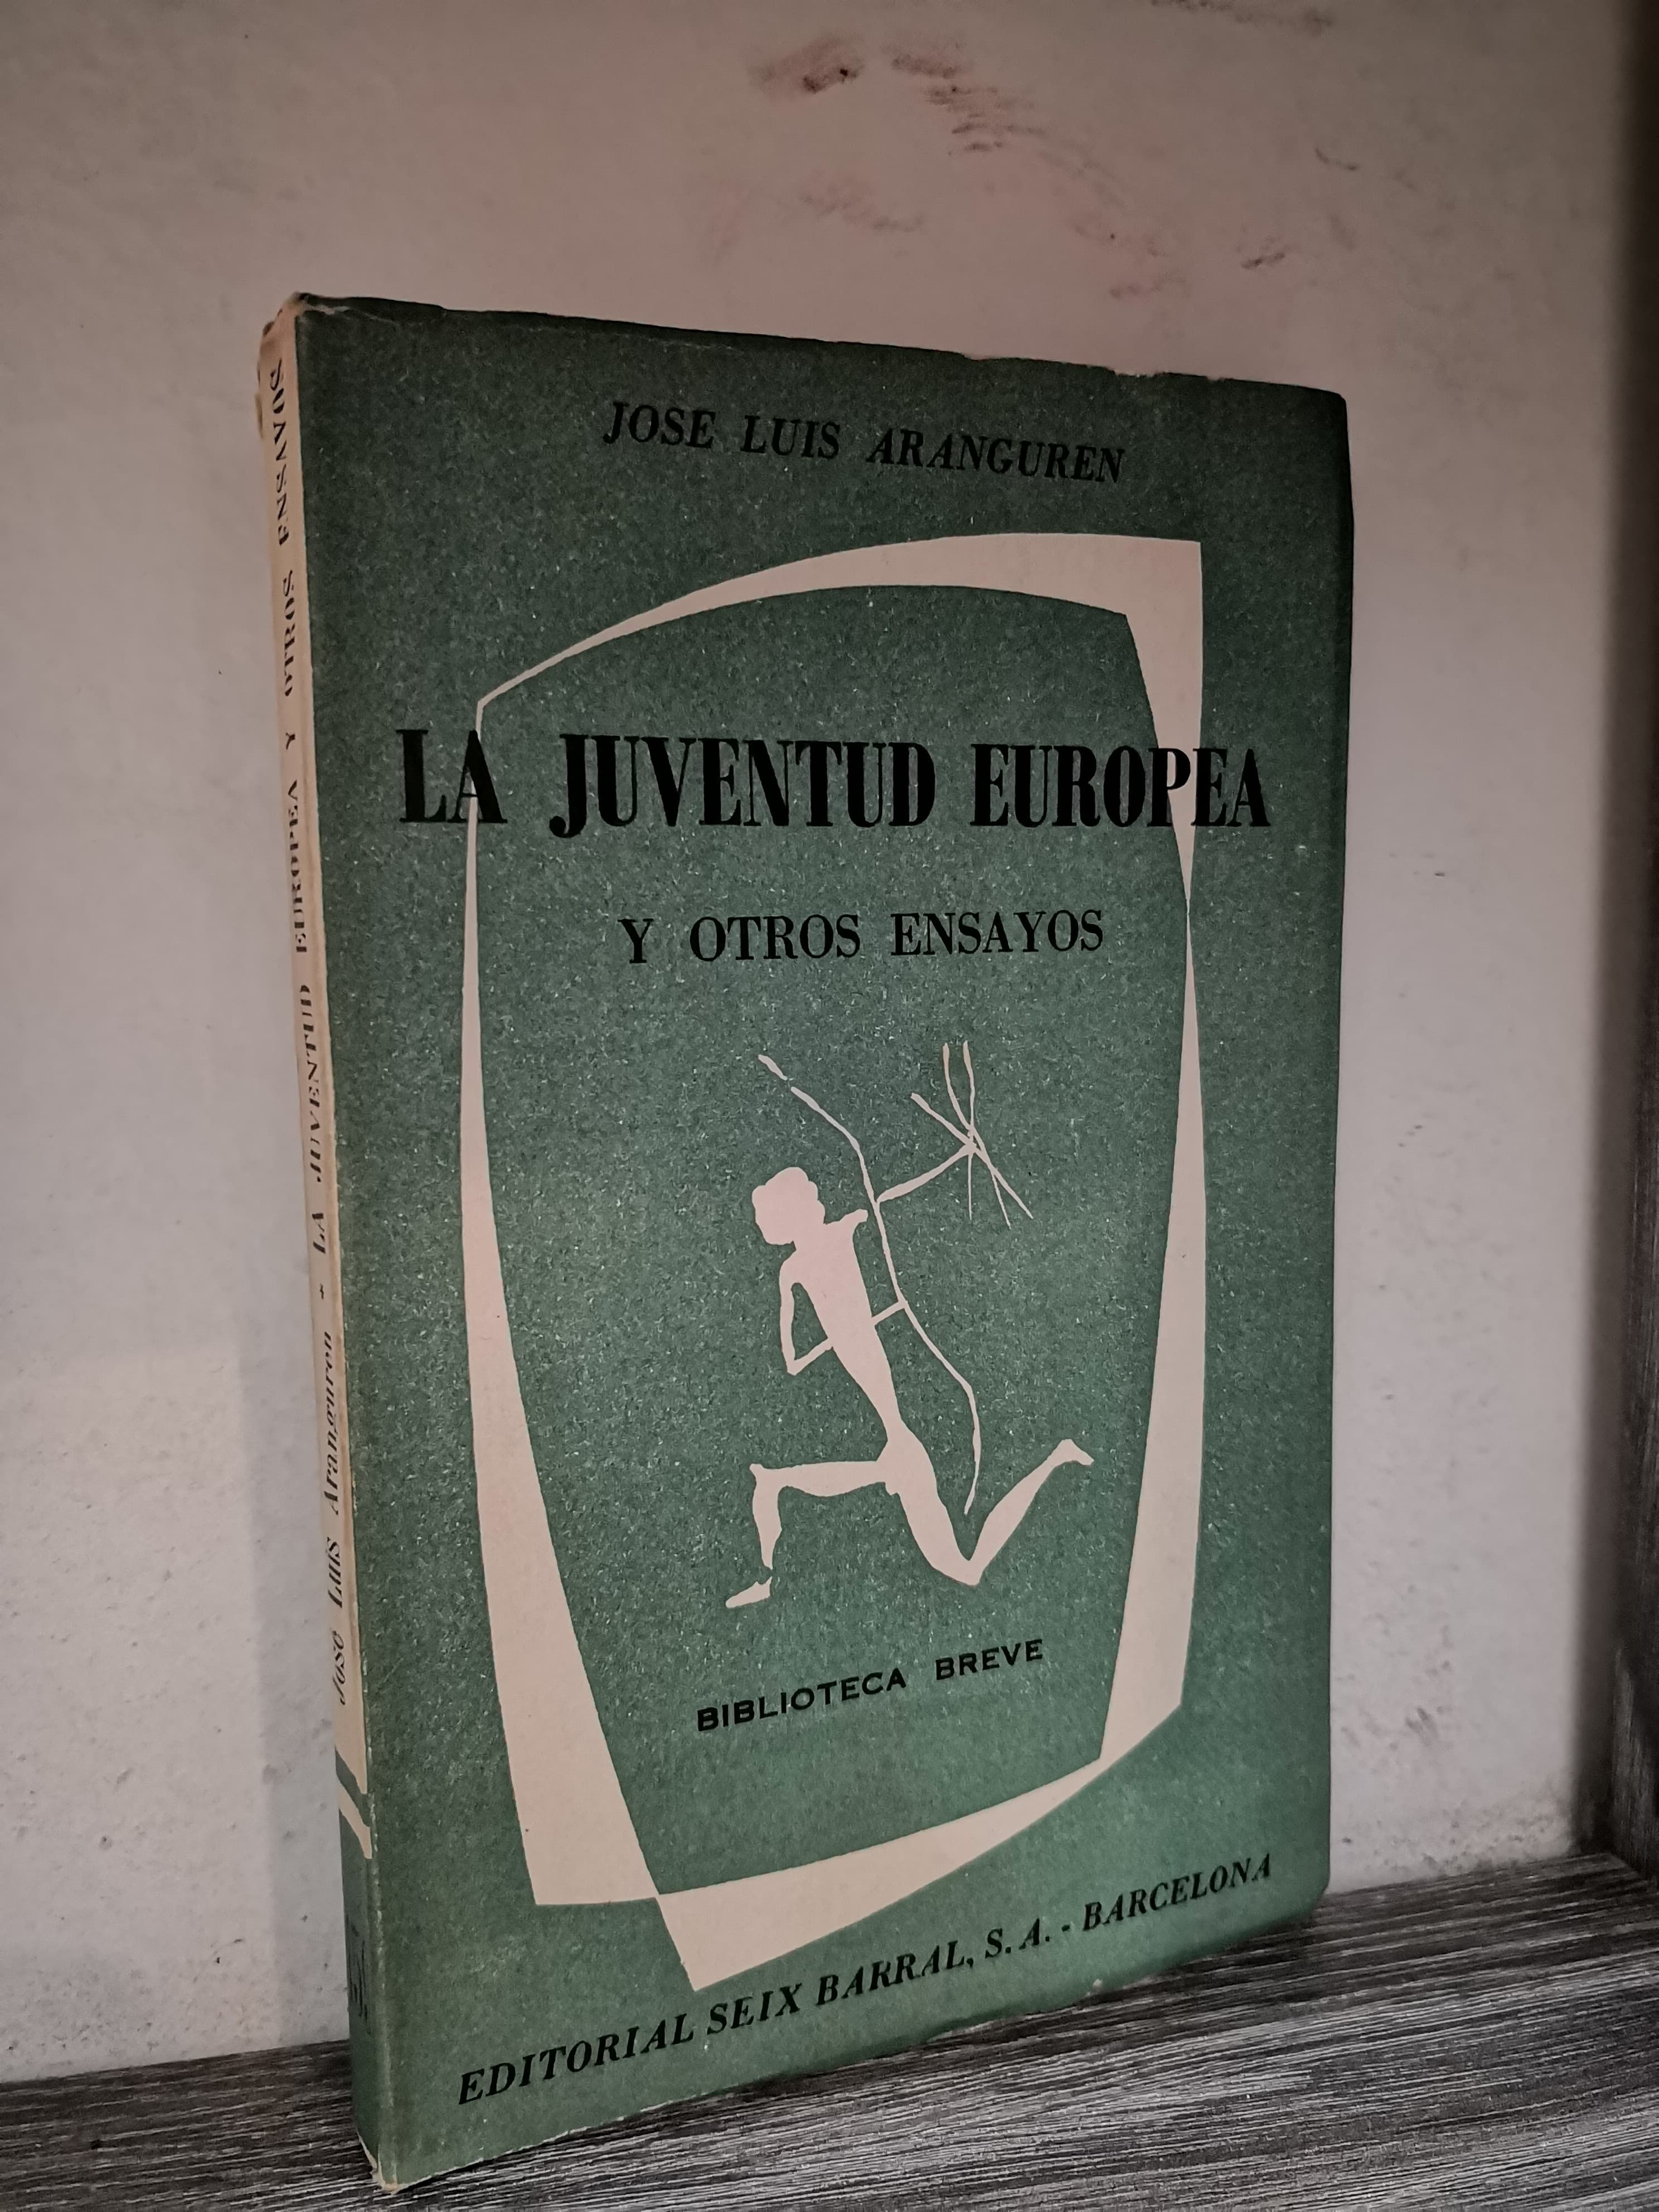 JOSE LUIS ARANGUREN
LA JUVENTUD EUROPEA
Y OTROS ENSAYOS
BIBLIOTECA BREVE
EDITORIAL SEIX BARRAL, S. A. - BARCELONA
José Luis Aranguren + LA JUVENTUD EUROPEA Y OTROS ENSAYOS